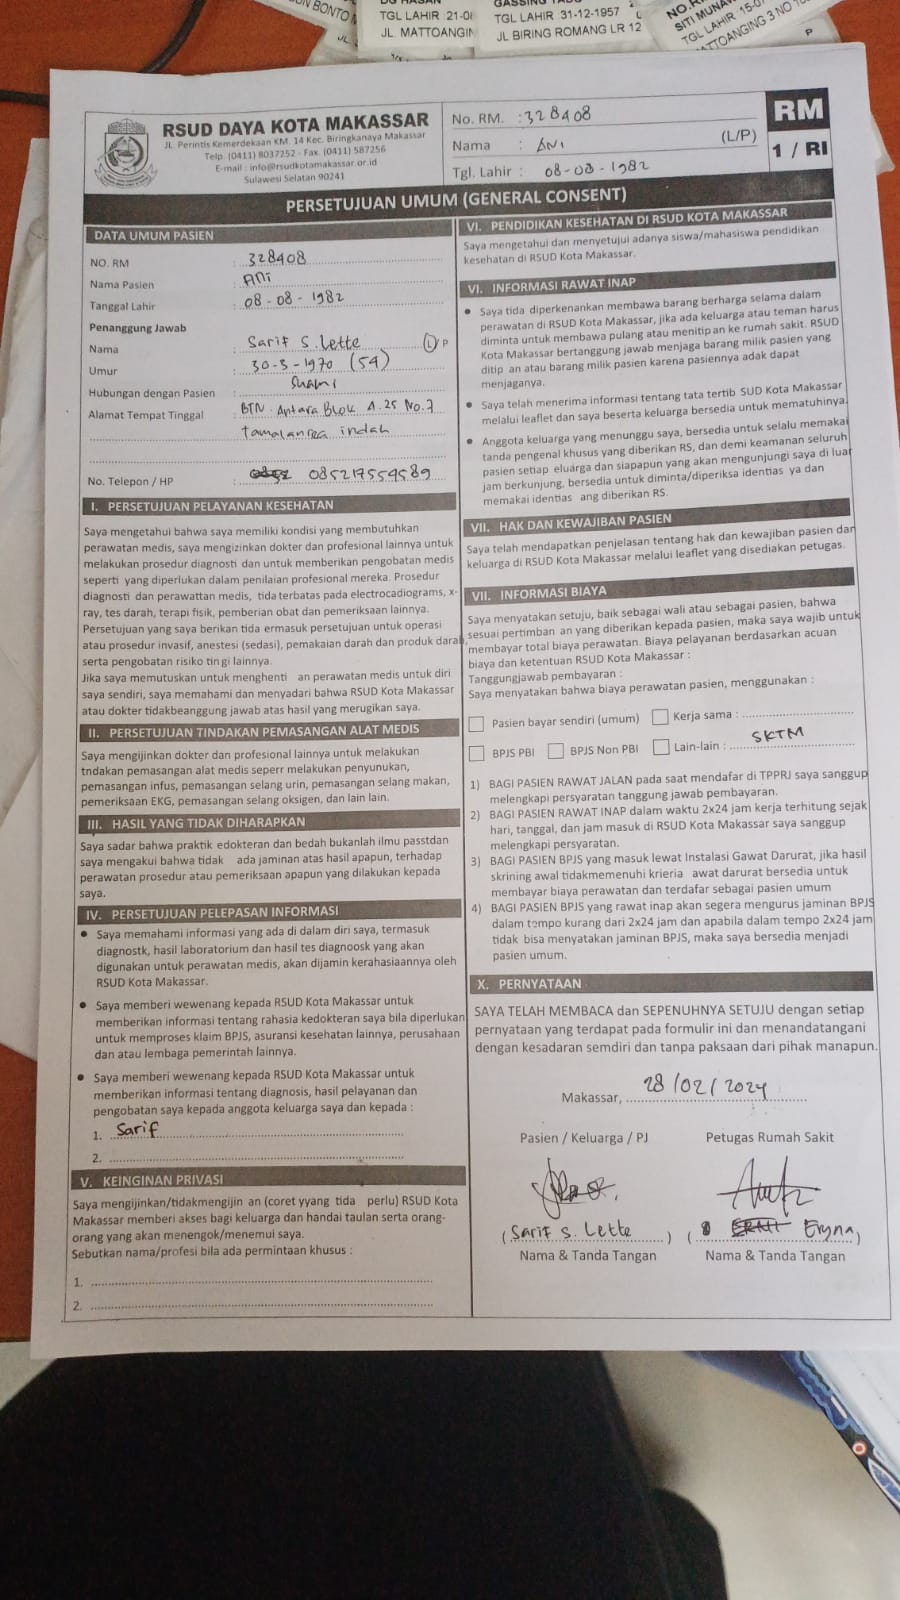 UN BONTO M
JL.
DG HASAN
TGL LAHIR :21-0
JL. MATTOANGIN
GASSING
TGL LAHIR :31-12-1957
JL BIRING ROMANG LR 12
NO.R
SITI MUNAW
TGL LAHIR :15-0
MATTOANGING 3 NO 10
P
RSUD DAYA KOTA MAKASSAR
JL. Perintis Kemerdekaan KM. 14 Kec. Biringkanaya Makassar
Telp. (0411) 8037252 - Fax. (0411) 587256
E-mail : info@rsudkotamakassar.or.id
Sulawesi Selatan 90241
No. RM. : 328408
Nama : ANI (L/P)
Tgl. Lahir : 08-08-1982
RM
1 / RI
PERSETUJUAN UMUM (GENERAL CONSENT)
DATA UMUM PASIEN
NO. RM : 328408
Nama Pasien : Ani
Tanggal Lahir : 08-08-1982
Penanggung Jawab
Nama : Sarif S. Lette L/P
Umur : 30-3-1970 (54)
Hubungan dengan Pasien : Suami
Alamat Tempat Tinggal : BTN. Antara Blok A.25 No.7
Tamalanrea indah
No. Telepon / HP : 085217559589
I. PERSETUJUAN PELAYANAN KESEHATAN
Saya mengetahui bahwa saya memiliki kondisi yang membutuhkan
perawatan medis, saya mengizinkan dokter dan profesional lainnya untuk
melakukan prosedur diagnosti dan untuk memberikan pengobatan medis
seperti yang diperlukan dalam penilaian profesional mereka. Prosedur
diagnosti dan perawattan medis, tida terbatas pada electrocadiograms, x-
ray, tes darah, terapi fisik, pemberian obat dan pemeriksaan lainnya.
Persetujuan yang saya berikan tida ermasuk persetujuan untuk operasi
atau prosedur invasif, anestesi (sedasi), pemakaian darah dan produk darah,
serta pengobatan risiko tin gi lainnya.
Jika saya memutuskan untuk menghenti an perawatan medis untuk diri
saya sendiri, saya memahami dan menyadari bahwa RSUD Kota Makassar
atau dokter tidakbeanggung jawab atas hasil yang merugikan saya.
II. PERSETUJUAN TINDAKAN PEMASANGAN ALAT MEDIS
Saya mengijinkan dokter dan profesional lainnya untuk melakukan
tndakan pemasangan alat medis seperr melakukan penyunukan,
pemasangan infus, pemasangan selang urin, pemasangan selang makan,
pemeriksaan EKG, pemasangan selang oksigen, dan lain lain.
III. HASIL YANG TIDAK DIHARAPKAN
Saya sadar bahwa praktik edokteran dan bedah bukanlah ilmu passtdan
saya mengakui bahwa tidak ada jaminan atas hasil apapun, terhadap
perawatan prosedur atau pemeriksaan apapun yang dilakukan kepada
saya.
IV. PERSETUJUAN PELEPASAN INFORMASI
• Saya memahami informasi yang ada di dalam diri saya, termasuk
diagnostk, hasil laboratorium dan hasil tes diagnoosk yang akan
digunakan untuk perawatan medis, akan dijamin kerahasiaannya oleh
RSUD Kota Makassar.
• Saya memberi wewenang kepada RSUD Kota Makassar untuk
memberikan informasi tentang rahasia kedokteran saya bila diperlukan
untuk memproses klaim BPJS, asuransi kesehatan lainnya, perusahaan
dan atau lembaga pemerintah lainnya.
• Saya memberi wewenang kepada RSUD Kota Makassar untuk
memberikan informasi tentang diagnosis, hasil pelayanan dan
pengobatan saya kepada anggota keluarga saya dan kepada :
1. Sarif
2.
V. KEINGINAN PRIVASI
Saya mengijinkan/tidakmengijin an (coret yyang tida perlu) RSUD Kota
Makassar memberi akses bagi keluarga dan handai taulan serta orang-
orang yang akan menengok/menemui saya.
Sebutkan nama/profesi bila ada permintaan khusus :
1.
2.
VI. PENDIDIKAN KESEHATAN DI RSUD KOTA MAKASSAR
Saya mengetahui dan menyetujui adanya siswa/mahasiswa pendidikan
kesehatan di RSUD Kota Makassar.
VI. INFORMASI RAWAT INAP
• Saya tida diperkenankan membawa barang berharga selama dalam
perawatan di RSUD Kota Makassar, jika ada keluarga atau teman harus
diminta untuk membawa pulang atau menitip an ke rumah sakit. RSUD
Kota Makassar bertanggung jawab menjaga barang milik pasien yang
ditip an atau barang milik pasien karena pasiennya adak dapat
menjaganya.
• Saya telah menerima informasi tentang tata tertib SUD Kota Makassar
melalui leaflet dan saya beserta keluarga bersedia untuk mematuhinya.
• Anggota keluarga yang menunggu saya, bersedia untuk selalu memakai
tanda pengenal khusus yang diberikan RS, dan demi keamanan seluruh
pasien setiap eluarga dan siapapun yang akan mengunjungi saya di luar
jam berkunjung, bersedia untuk diminta/diperiksa identias ya dan
memakai identias ang diberikan RS.
VII. HAK DAN KEWAJIBAN PASIEN
Saya telah mendapatkan penjelasan tentang hak dan kewajiban pasien dan
keluarga di RSUD Kota Makassar melalui leaflet yang disediakan petugas.
VII. INFORMASI BIAYA
Saya menyatakan setuju, baik sebagai wali atau sebagai pasien, bahwa
sesuai pertimban an yang diberikan kepada pasien, maka saya wajib untuk
membayar total biaya perawatan. Biaya pelayanan berdasarkan acuan
biaya dan ketentuan RSUD Kota Makassar :
Tanggungjawab pembayaran :
Saya menyatakan bahwa biaya perawatan pasien, menggunakan :
Pasien bayar sendiri (umum) Kerja sama :
BPJS PBI BPJS Non PBI Lain-lain : SKTM
1) BAGI PASIEN RAWAT JALAN pada saat mendafar di TPPRJ saya sanggup
melengkapi persyaratan tanggung jawab pembayaran.
2) BAGI PASIEN RAWAT INAP dalam waktu 2x24 jam kerja terhitung sejak
hari, tanggal, dan jam masuk di RSUD Kota Makassar saya sanggup
melengkapi persyaratan.
3) BAGI PASIEN BPJS yang masuk lewat Instalasi Gawat Darurat, jika hasil
skrining awal tidakmemenuhi krieria awat darurat bersedia untuk
membayar biaya perawatan dan terdafar sebagai pasien umum
4) BAGI PASIEN BPJS yang rawat inap akan segera mengurus jaminan BPJS
dalam tempo kurang dari 2x24 jam dan apabila dalam tempo 2x24 jam
tidak bisa menyatakan jaminan BPJS, maka saya bersedia menjadi
pasien umum.
X. PERNYATAAN
SAYA TELAH MEMBACA dan SEPENUHNYA SETUJU dengan setiap
pernyataan yang terdapat pada formulir ini dan menandatangani
dengan kesadaran semdiri dan tanpa paksaan dari pihak manapun.
Makassar, 28/02/2024
Pasien / Keluarga / PJ Petugas Rumah Sakit
(Sarif S. Lette) (Eryna)
Nama & Tanda Tangan Nama & Tanda Tangan